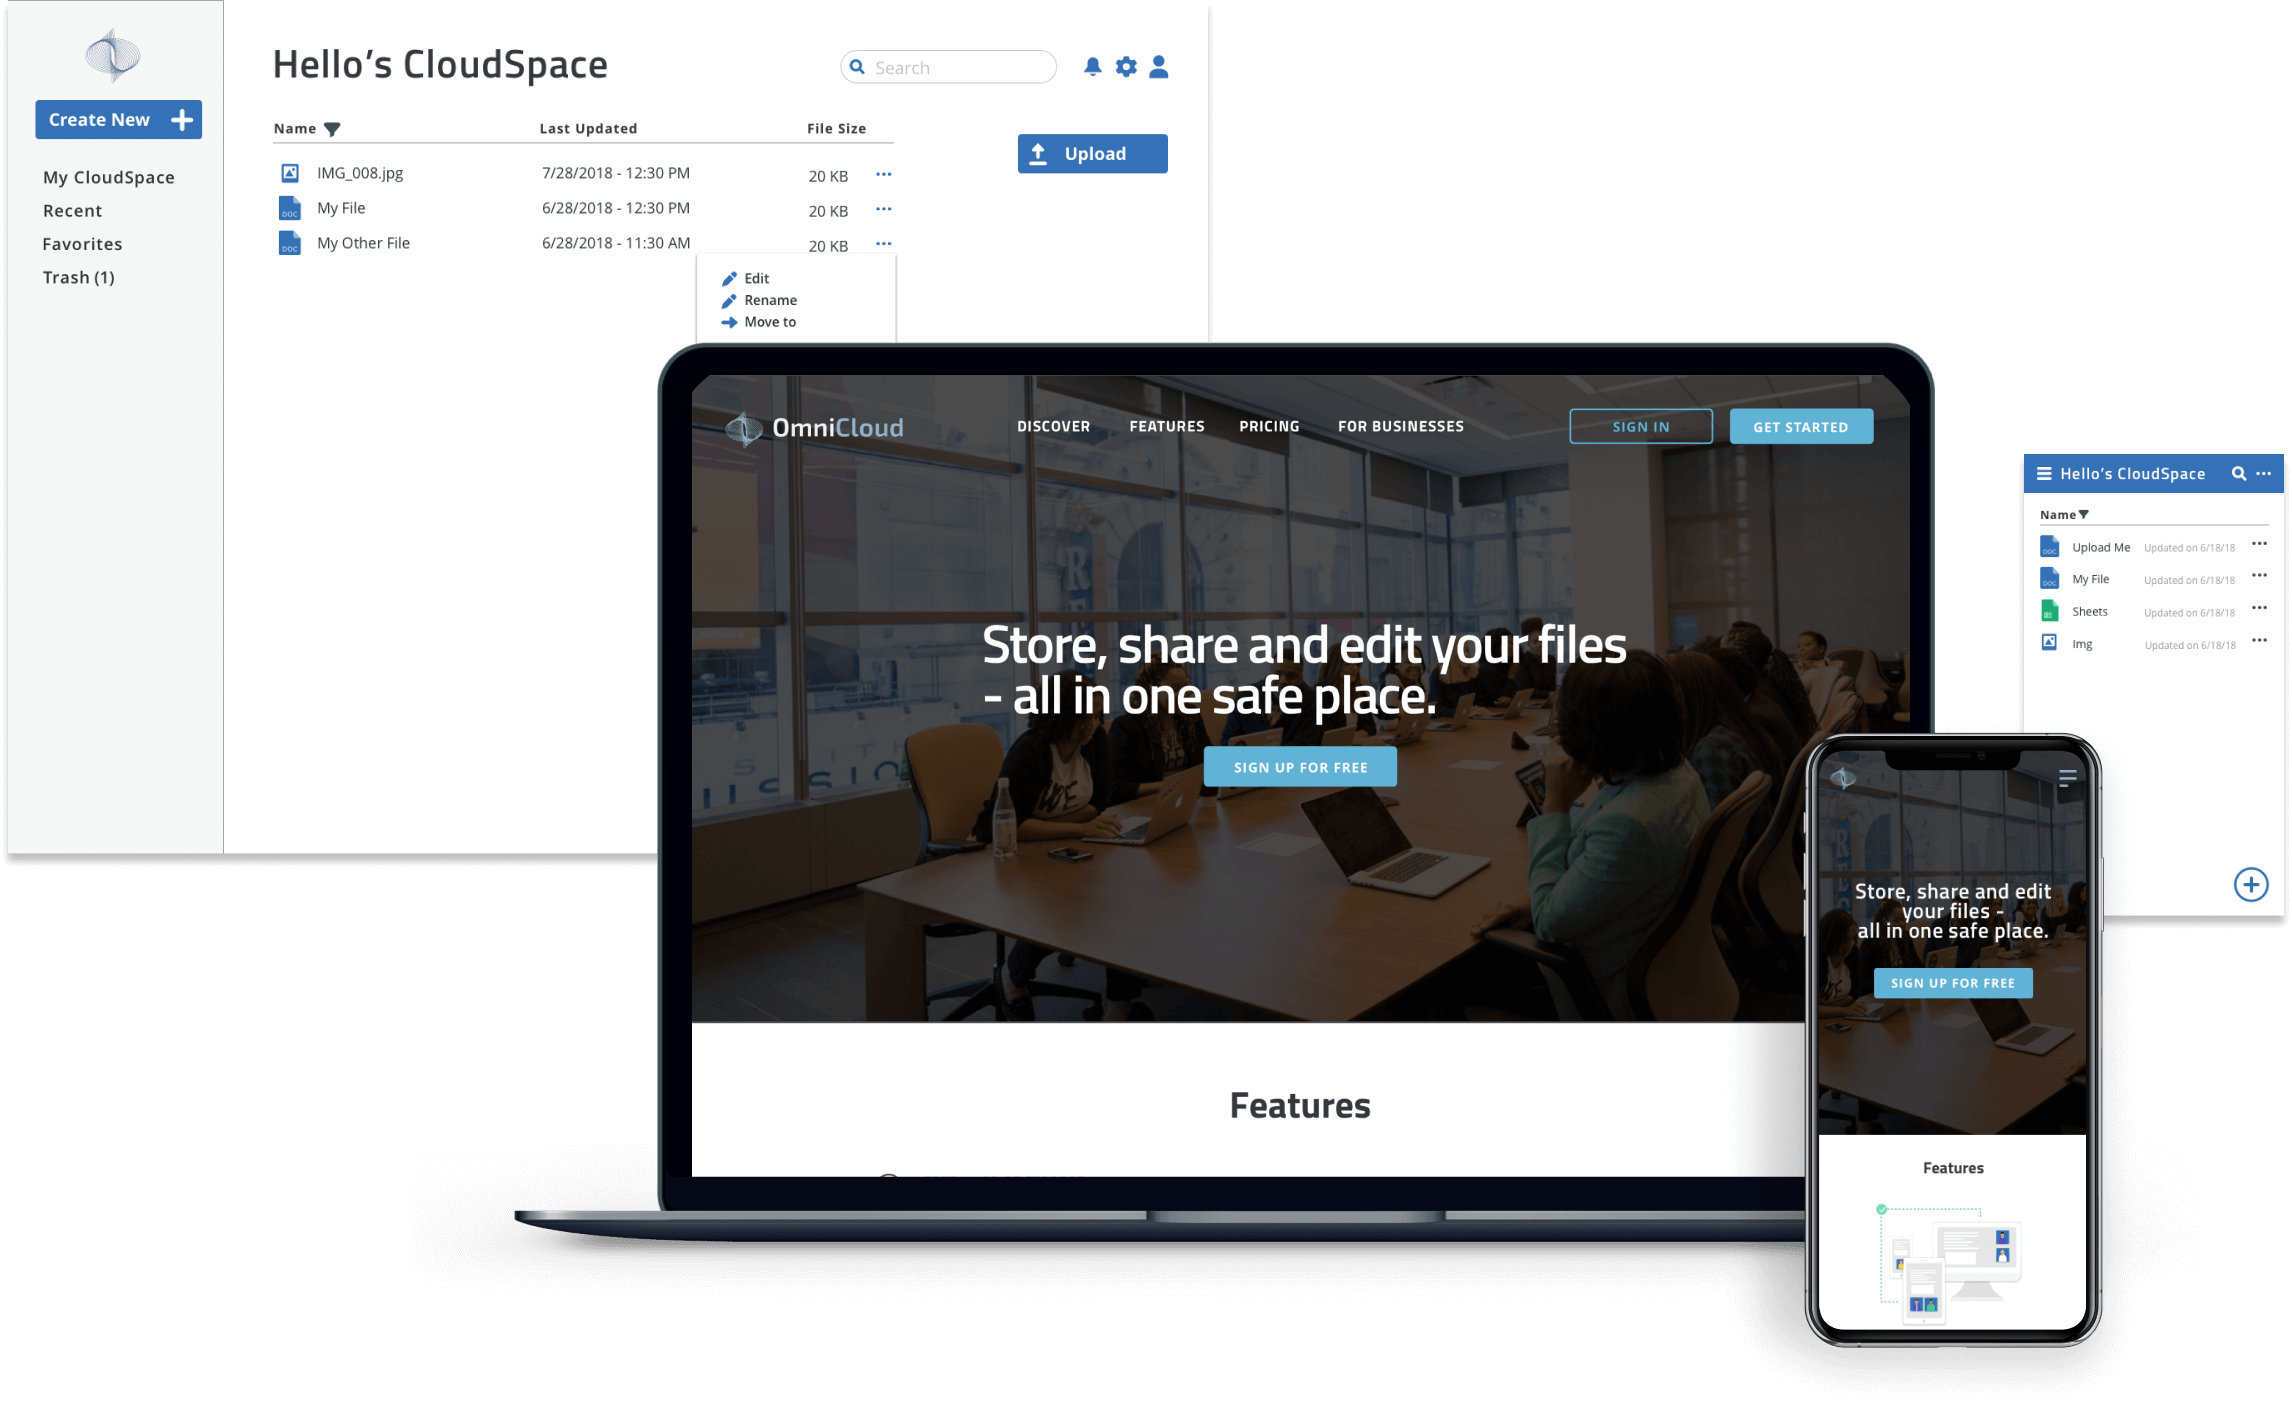 Hello's CloudSpace
Search
Create New
My CloudSpace
Recent
Favorites
Trash (1)
Name Last Updated File Size
Upload
IMG_008.jpg 7/28/2018 - 12:30 PM 20 KB
DOC My File 6/28/2018 - 12:30 PM 20 KB
DOC My Other File 6/28/2018 - 11:30 AM 20 KB
Edit
Rename
Move to
OmniCloud DISCOVER FEATURES PRICING FOR BUSINESSES SIGN IN GET STARTED
Store, share and edit your files
- all in one safe place.
SIGN UP FOR FREE
Features
Hello's CloudSpace
Name
DOC Upload Me Updated on 6/18/18
DOC My File Updated on 6/18/18
Sheets Updated on 6/18/18
Img Updated on 6/18/18
Store, share and edit
your files -
all in one safe place.
SIGN UP FOR FREE
Features